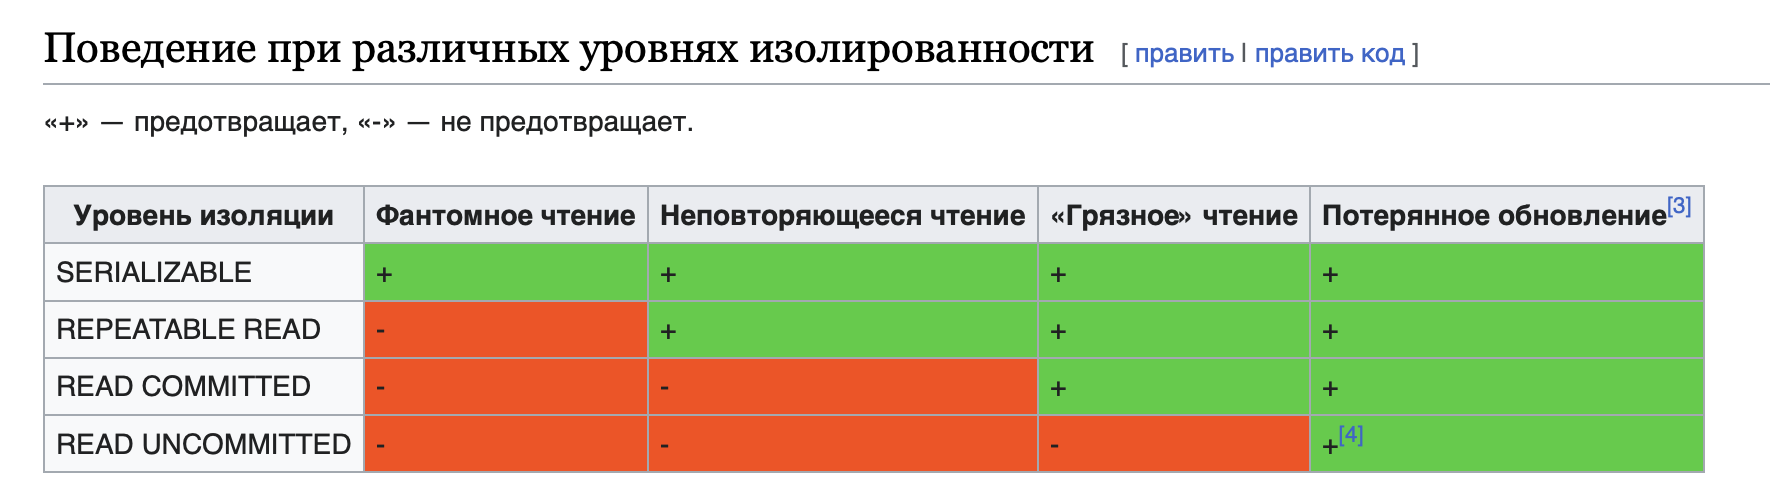 Поведение при различных уровнях изолированности [ править | править код ]
«+» — предотвращает, «-» — не предотвращает.
Уровень изоляции Фантомное чтение Неповторяющееся чтение «Грязное» чтение Потерянное обновление[3]
SERIALIZABLE + + + +
REPEATABLE READ - + + +
READ COMMITTED - - + +
READ UNCOMMITTED - - - +[4]